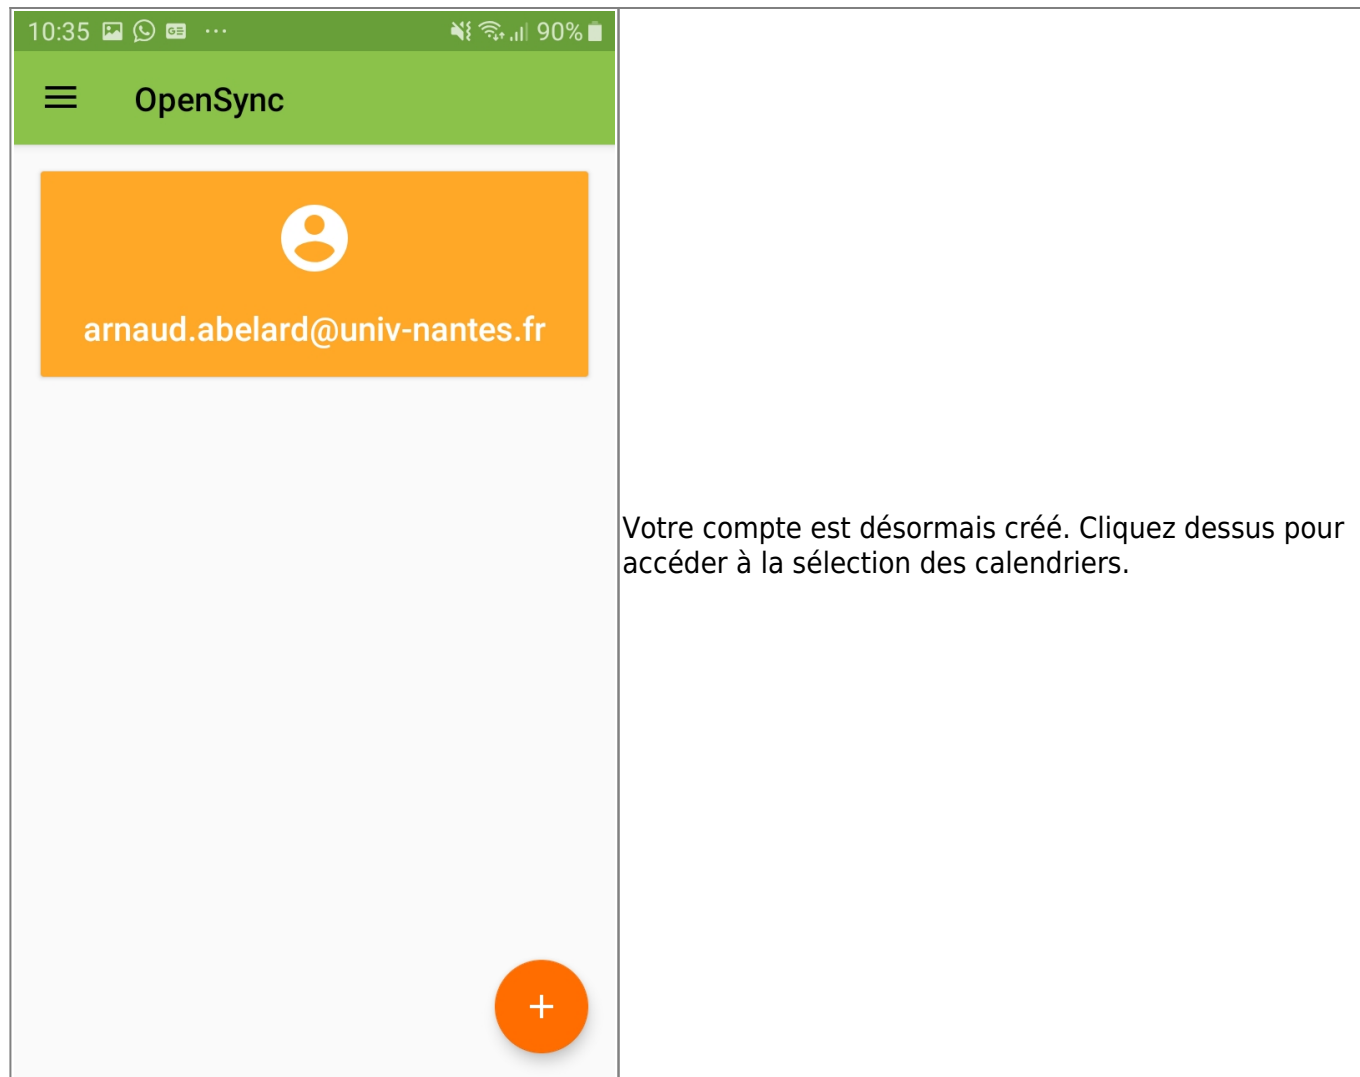 10:35 90%
OpenSync
arnaud.abelard@univ-nantes.fr
Votre compte est désormais créé. Cliquez dessus pour
accéder à la sélection des calendriers.
+